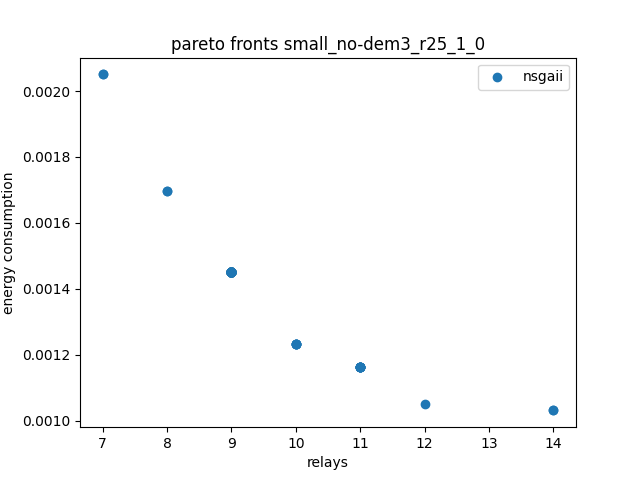 pareto fronts small_no-dem3_r25_1_0
nsgaii
0.0020
0.0018
0.0016
0.0014
0.0012
0.0010
energy consumption
7 8 9 10 11 12 13 14
relays